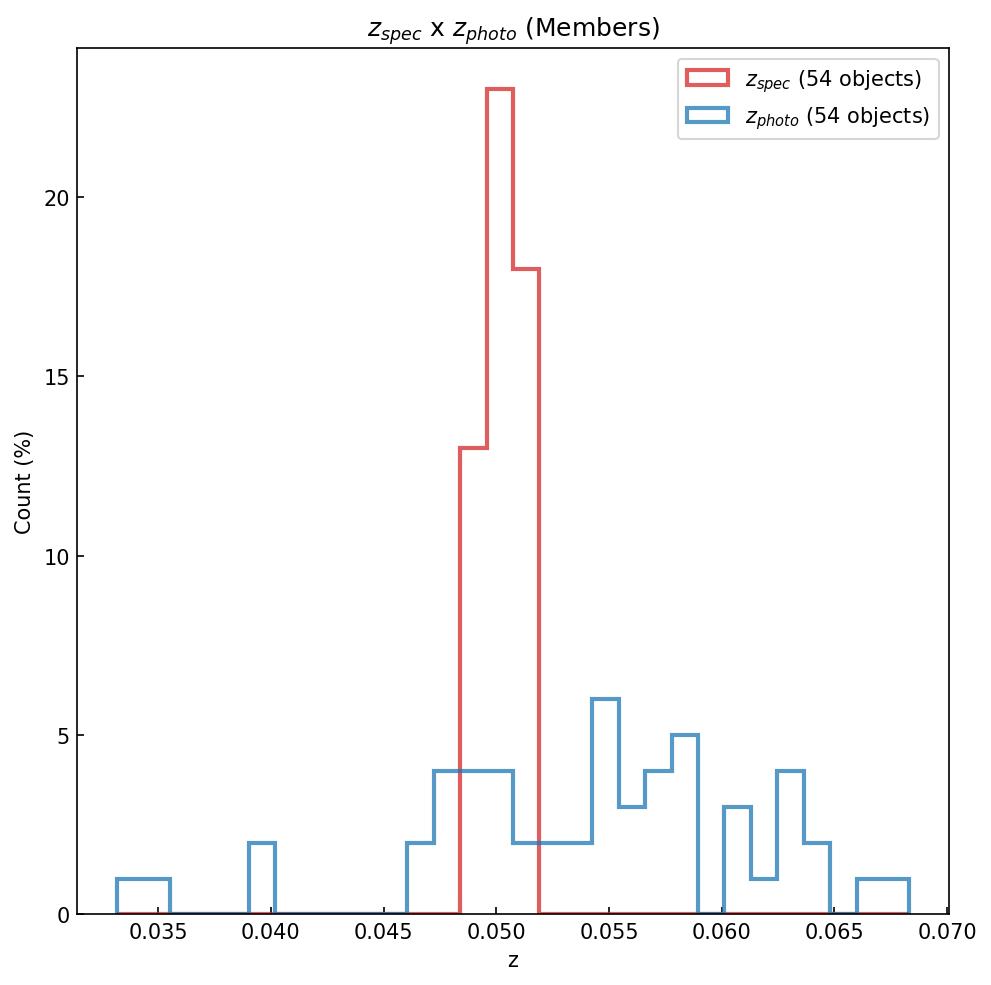 z_spec x z_photo (Members)
z_spec (54 objects)
z_photo (54 objects)
Count (%)
20
15
10
5
0
0.035 0.040 0.045 0.050 0.055 0.060 0.065 0.070
z